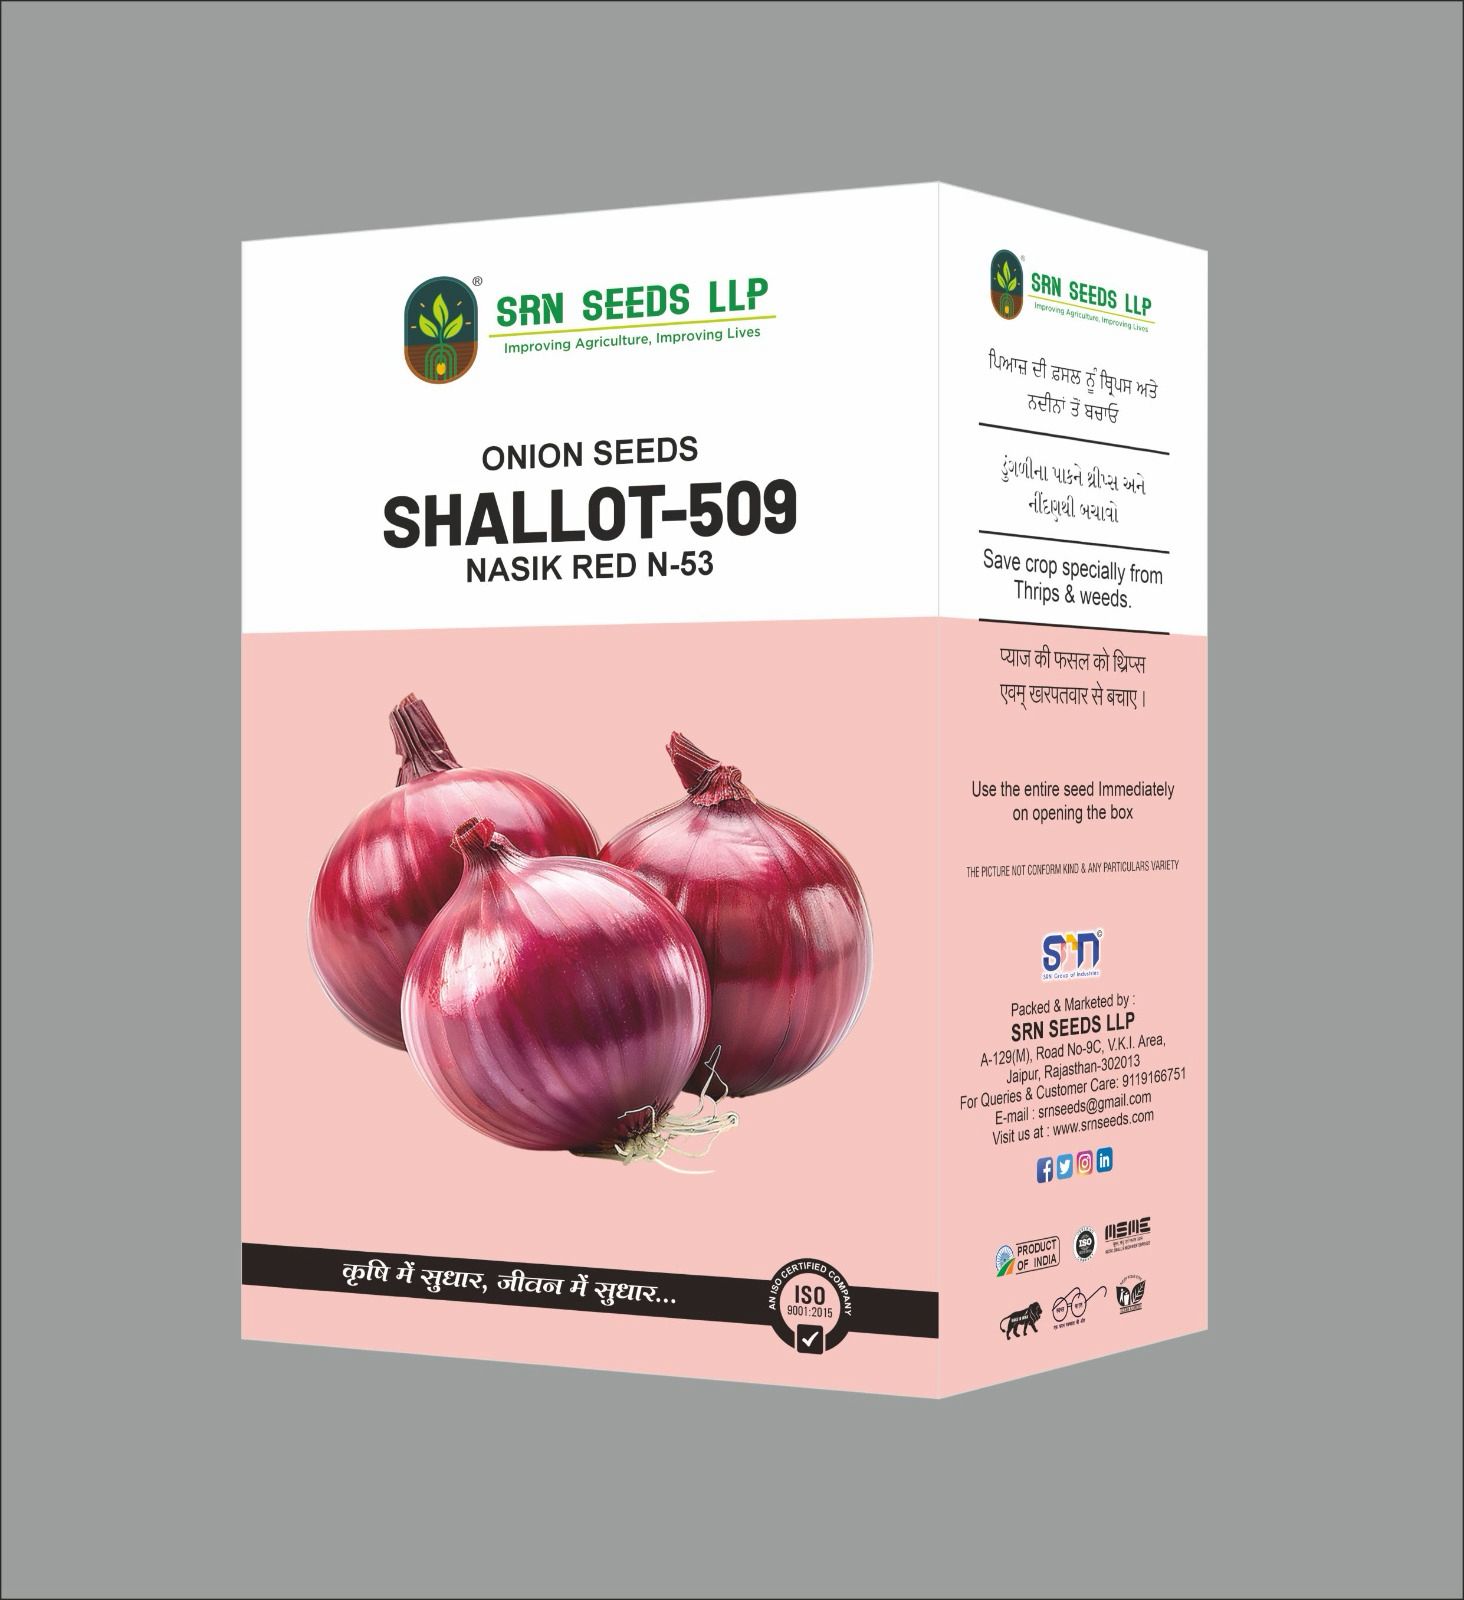 ®
SRN SEEDS LLP
Improving Agriculture, Improving Lives
ONION SEEDS
SHALLOT-509
NASIK RED N-53
कृषि में सुधार, जीवन में सुधार...
AN ISO CERTIFIED COMPANY
ISO
9001:2015
SRN SEEDS LLP
Improving Agriculture, Improving Lives
ਪਿਆਜ਼ ਦੀ ਫ਼ਸਲ ਨੂੰ ਥ੍ਰਿਪਸ ਅਤੇ
ਨਦੀਨਾਂ ਤੋਂ ਬਚਾਓ
ડુંગળીના પાકને થ્રીપ્સ અને
નીંદણથી બચાવો
Save crop specially from
Thrips & weeds.
प्याज की फसल को थ्रिप्स
एवम् खरपतवार से बचाए ।
Use the entire seed Immediately
on opening the box
THE PICTURE NOT CONFORM KIND & ANY PARTICULARS VARIETY
srn ©
SRN Group of Industries
Packed & Marketed by :
SRN SEEDS LLP
A-129(M), Road No-9C, V.K.I. Area,
Jaipur, Rajasthan-302013
For Queries & Customer Care: 9119166751
E-mail : srnseeds@gmail.com
Visit us at : www.srnseeds.com
PRODUCT
OF INDIA
ISO
MSME